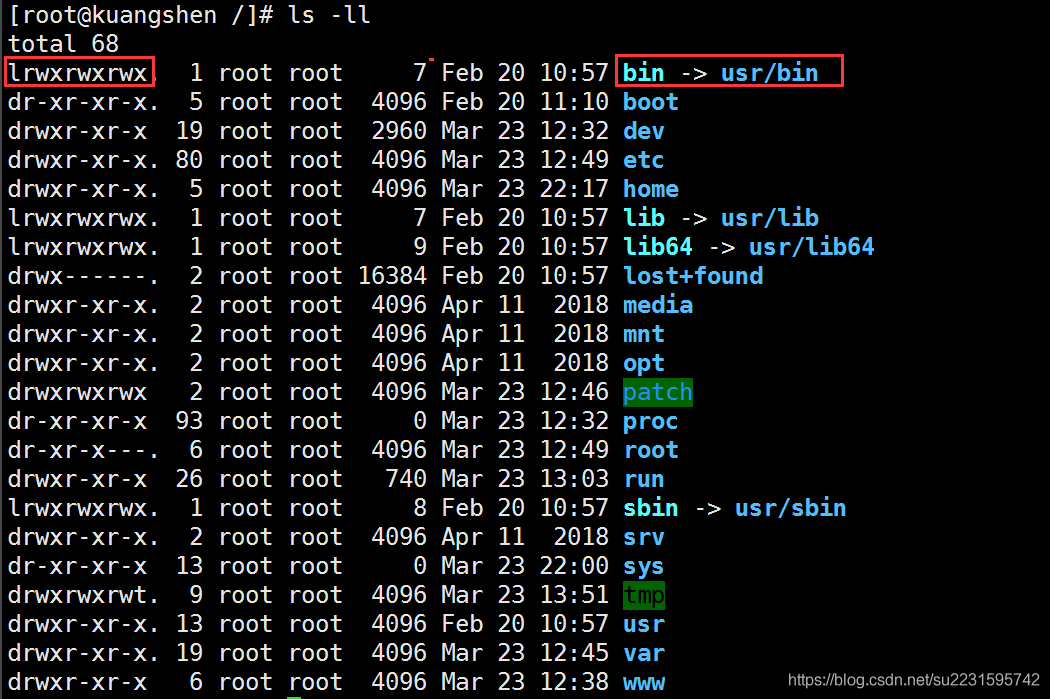 [root@kuangshen /]# ls -ll
total 68
lrwxrwxrwx.  1 root root     7 Feb 20 10:57 bin -> usr/bin
dr-xr-xr-x.  5 root root  4096 Feb 20 11:10 boot
drwxr-xr-x  19 root root  2960 Mar 23 12:32 dev
drwxr-xr-x. 80 root root  4096 Mar 23 12:49 etc
drwxr-xr-x.  5 root root  4096 Mar 23 22:17 home
lrwxrwxrwx.  1 root root     7 Feb 20 10:57 lib -> usr/lib
lrwxrwxrwx.  1 root root     9 Feb 20 10:57 lib64 -> usr/lib64
drwx------.  2 root root 16384 Feb 20 10:57 lost+found
drwxr-xr-x.  2 root root  4096 Apr 11  2018 media
drwxr-xr-x.  2 root root  4096 Apr 11  2018 mnt
drwxr-xr-x.  2 root root  4096 Apr 11  2018 opt
drwxrwxrwx   2 root root  4096 Mar 23 12:46 patch
dr-xr-xr-x  93 root root     0 Mar 23 12:32 proc
dr-xr-x---.  6 root root  4096 Mar 23 12:49 root
drwxr-xr-x  26 root root   740 Mar 23 13:03 run
lrwxrwxrwx.  1 root root     8 Feb 20 10:57 sbin -> usr/sbin
drwxr-xr-x.  2 root root  4096 Apr 11  2018 srv
dr-xr-xr-x  13 root root     0 Mar 23 22:00 sys
drwxrwxrwt.  9 root root  4096 Mar 23 13:51 tmp
drwxr-xr-x. 13 root root  4096 Feb 20 10:57 usr
drwxr-xr-x. 19 root root  4096 Mar 23 12:45 var
drwxr-xr-x   6 root root  4096 Mar 23 12:38 www
https://blog.csdn.net/su2231595742